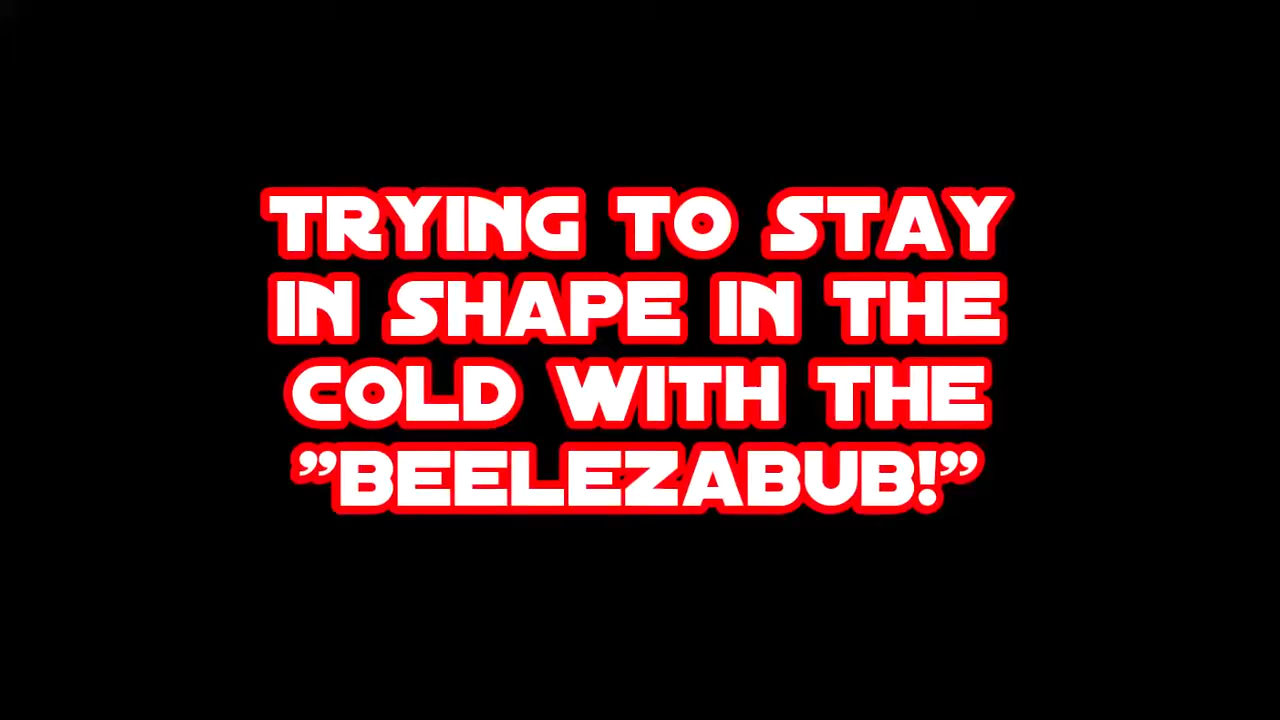 TRYING TO STAY
IN SHAPE IN THE
COLD WITH THE
”BEELEZABUB!”